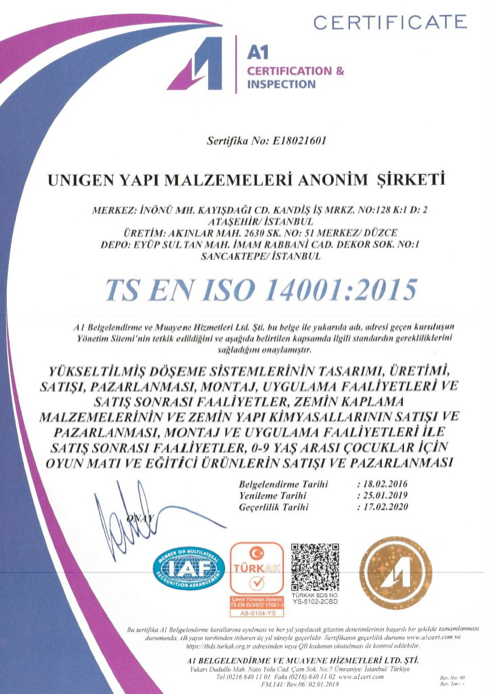 CERTIFICATE
A1
CERTIFICATION &
INSPECTION
Sertifika No: E18021601
UNIGEN YAPI MALZEMELERİ ANONİM ŞİRKETİ
MERKEZ: İNÖNÜ MH. KAYIŞDAĞI CD. KANDİŞ İŞ MRKZ. NO:128 K:1 D: 2
ATAŞEHİR/ İSTANBUL
ÜRETİM: AKINLAR MAH. 2630 SK. NO: 51 MERKEZ/ DÜZCE
DEPO: EYÜP SULTAN MAH. İMAM RABBANİ CAD. DEKOR SOK. NO:1
SANCAKTEPE/ İSTANBUL
TS EN ISO 14001:2015
A1 Belgelendirme ve Muayene Hizmetleri Ltd. Şti. bu belge ile yukarıda adı, adresi geçen kuruluşun
Yönetim Sitemi'nin tetkik edildiğini ve aşağıda belirtilen kapsamda ilgili standardın gerekliliklerini
sağladığını onaylamıştır.
YÜKSELTİLMİŞ DÖŞEME SİSTEMLERİNİN TASARIMI, ÜRETİMİ,
SATIŞI, PAZARLANMASI, MONTAJ, UYGULAMA FAALİYETLERİ VE
SATIŞ SONRASI FAALİYETLER, ZEMİN KAPLAMA
MALZEMELERİNİN VE ZEMİN YAPI KİMYASALLARININ SATIŞI VE
PAZARLANMASI, MONTAJ VE UYGULAMA FAALİYETLERİ İLE
SATIŞ SONRASI FAALİYETLER, 0-9 YAŞ ARASI ÇOCUKLAR İÇİN
OYUN MATI VE EĞİTİCİ ÜRÜNLERİN SATIŞI VE PAZARLANMASI
Belgelendirme Tarihi : 18.02.2016
Yenileme Tarihi : 25.01.2019
Geçerlilik Tarihi : 17.02.2020
ONAY
MEMBER OF MULTILATERAL
IAF
RECOGNITION ARRANGEMENT
TÜRKAK
Çevre Yönetim Sistemi
TS EN ISO/IEC 17021-1
AB-0104-YS
TÜRKAK BDS NO
YS-5102-2CBD
A1
Bu sertifika A1 Belgelendirme kurallarına uyulması ve her yıl yapılacak gözetim denetimlerinin başarılı bir şekilde tamamlanması
durumunda, ilk yayın tarihinden itibaren üç yıl süreyle geçerlidir. Sertifikanın geçerlilik durumu www.a1cert.com ve
https://tbds.turkak.org.tr adresinden veya QR kodunun okutulması ile kontrol edilebilir.
A1 BELGELENDİRME VE MUAYENE HİZMETLERİ LTD. ŞTİ.
Yukarı Dudullu Mah. Nato Yolu Cad. Çam Sok. No:7 Ümraniye/ İstanbul/ Türkiye
Tel (0216) 640 11 01 Faks (0216) 640 11 02 www.a1cert.com
FM.141/ Rev.06/ 02.01.2019
Rev. No: 00
Rev. Tar: -